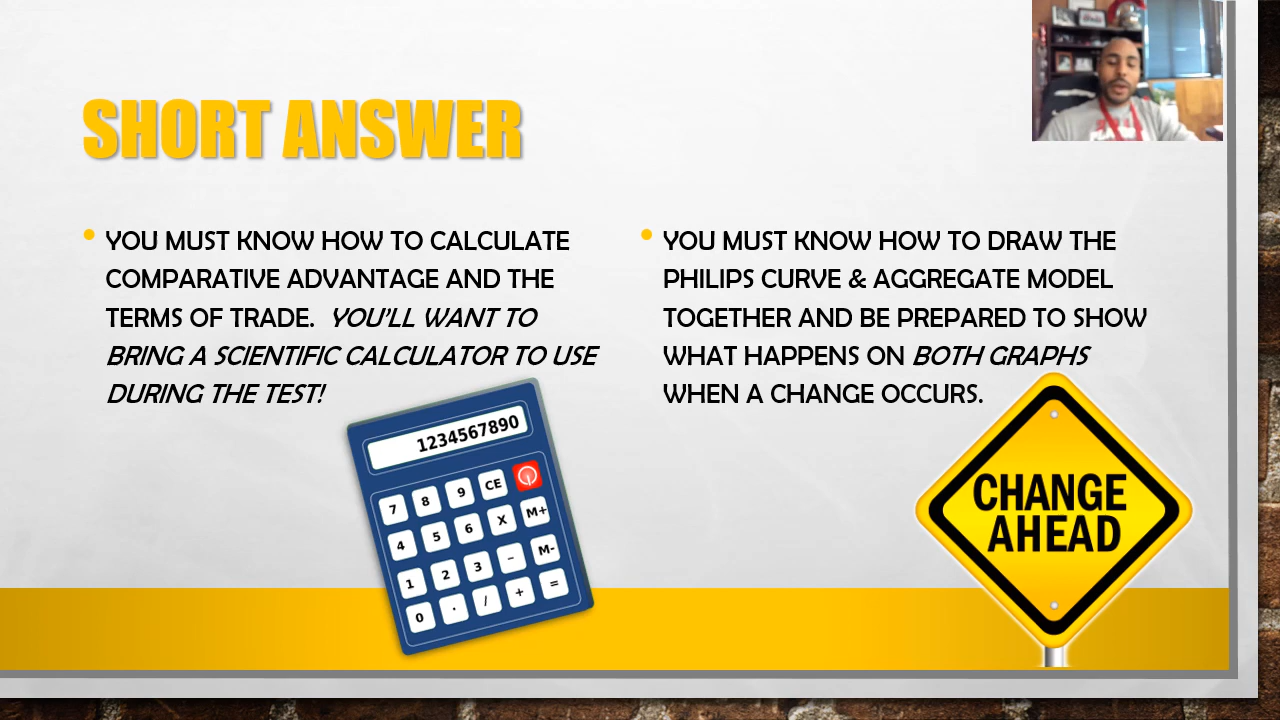 SHORT ANSWER
YOU MUST KNOW HOW TO CALCULATE
COMPARATIVE ADVANTAGE AND THE
TERMS OF TRADE. YOU'LL WANT TO
BRING A SCIENTIFIC CALCULATOR TO USE
DURING THE TEST!
YOU MUST KNOW HOW TO DRAW THE
PHILIPS CURVE & AGGREGATE MODEL
TOGETHER AND BE PREPARED TO SHOW
WHAT HAPPENS ON BOTH GRAPHS
WHEN A CHANGE OCCURS.
1234567890
7 8 9 CE
4 5 6 X M+
1 2 3 - M-
0 . / + =
CHANGE
AHEAD